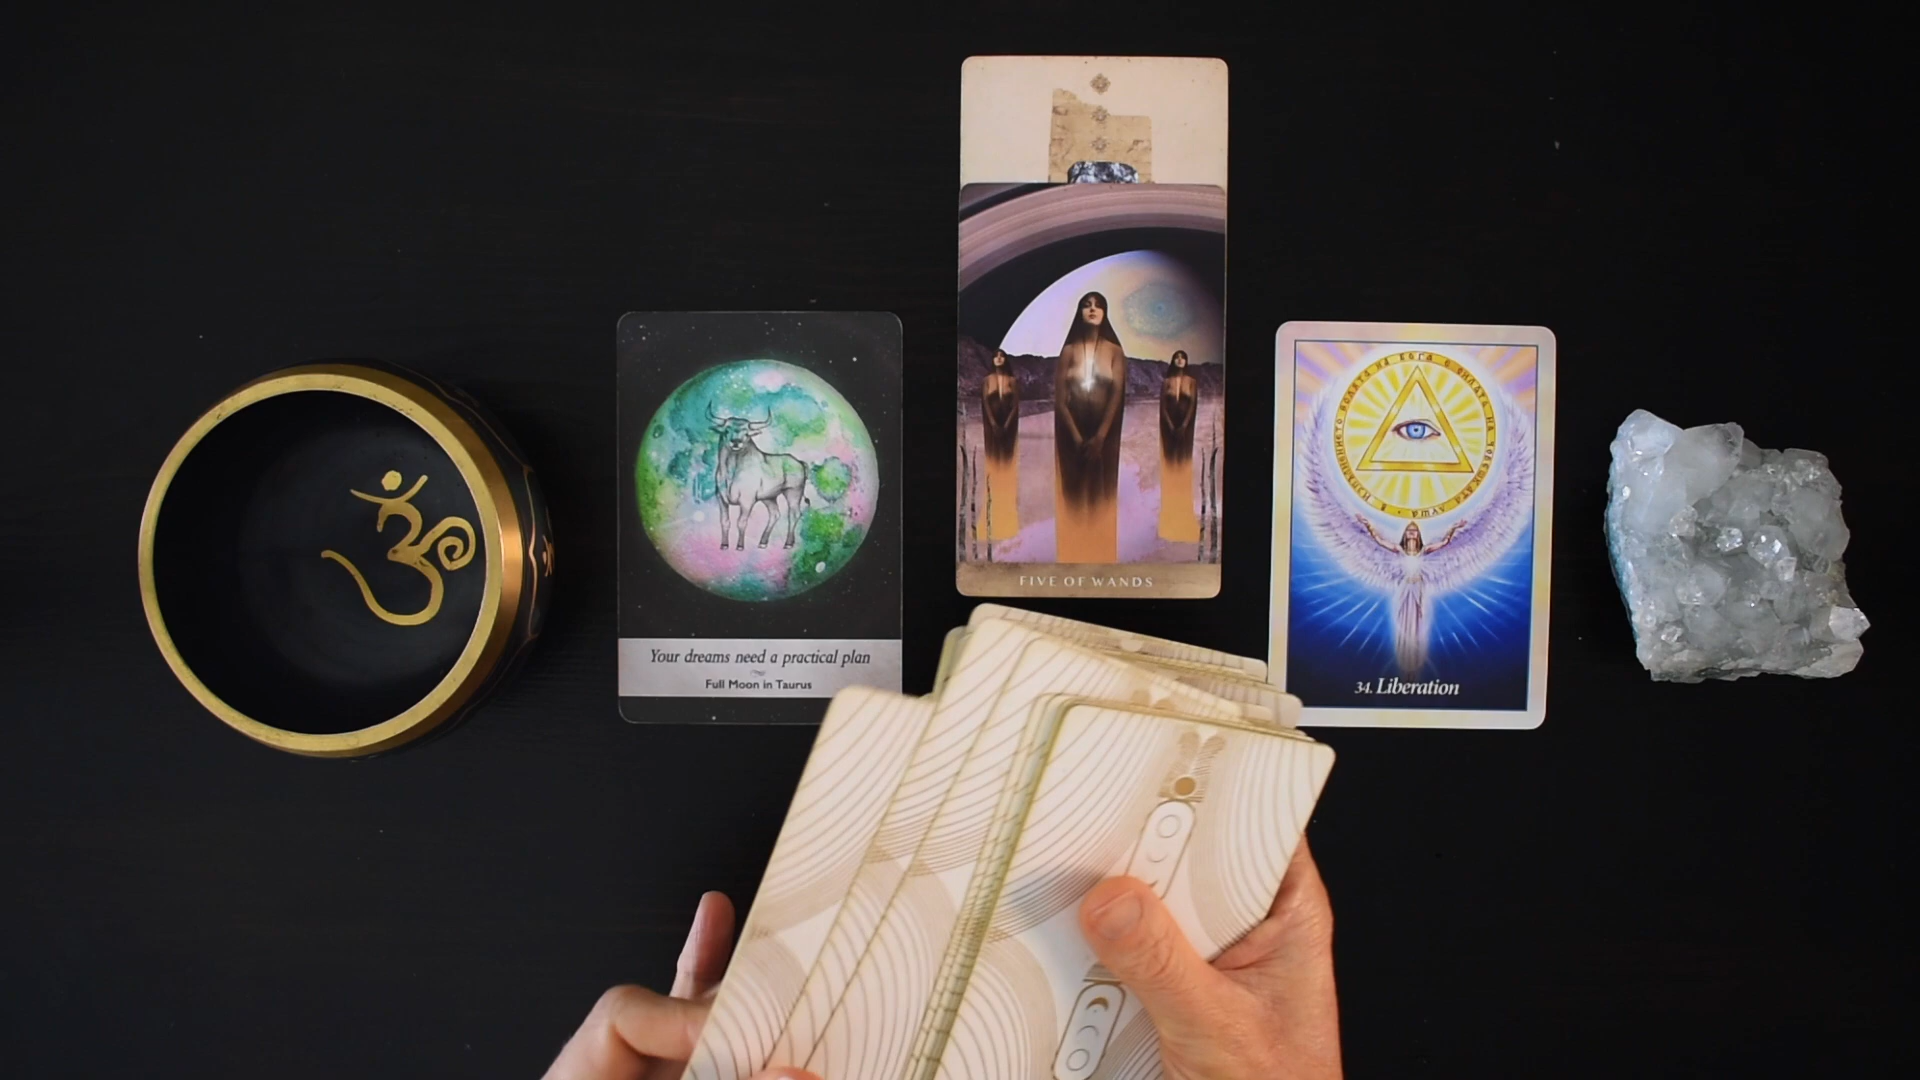 ॐ
Your dreams need a practical plan
Full Moon in Taurus
FIVE OF WANDS
34. Liberation